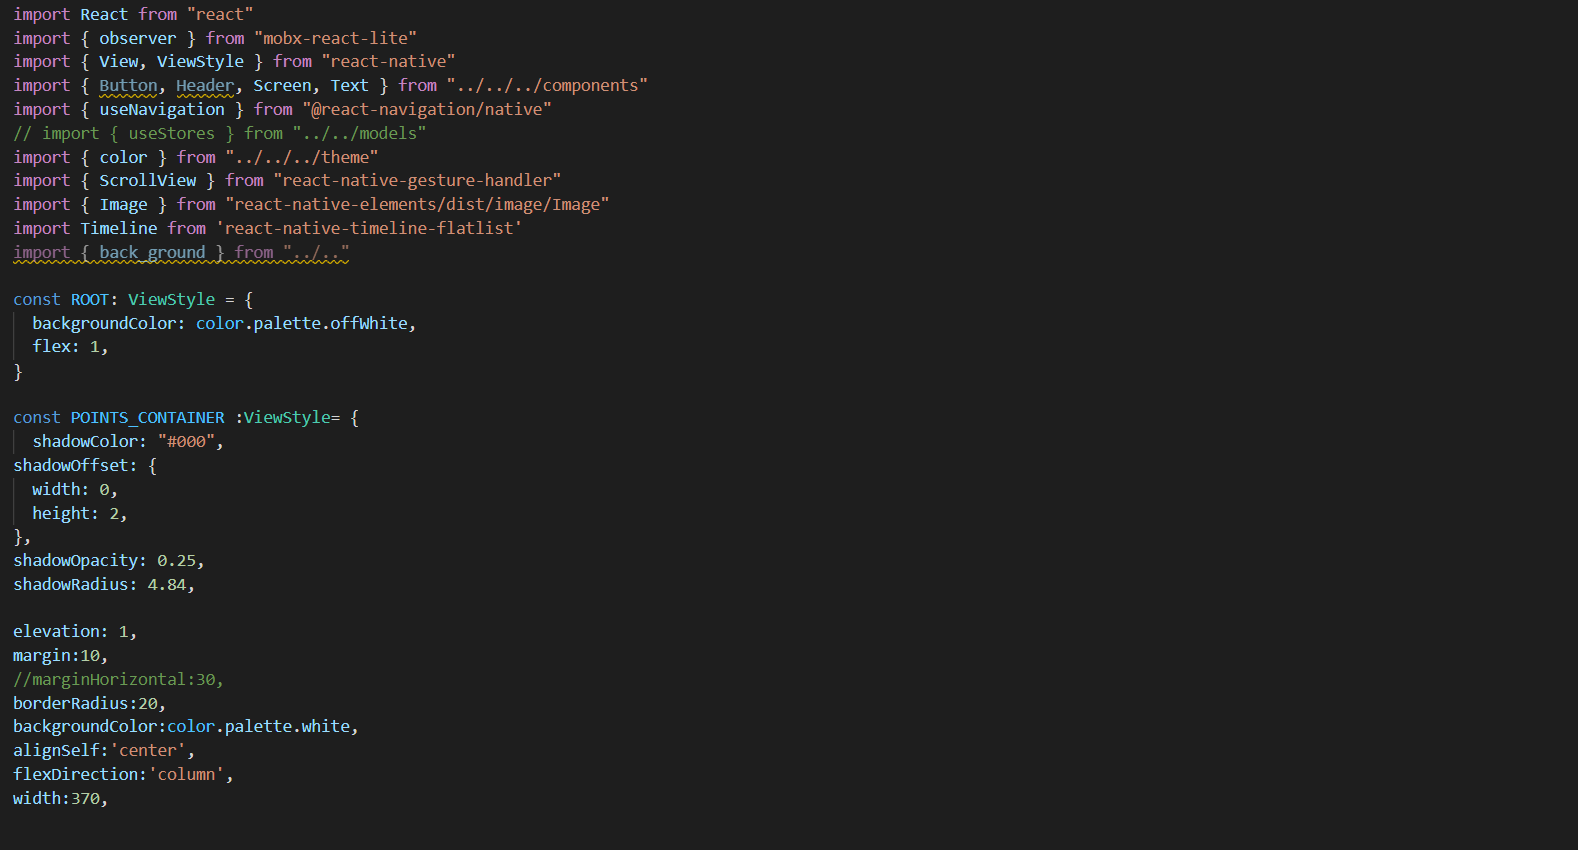 import React from "react"
import { observer } from "mobx-react-lite"
import { View, ViewStyle } from "react-native"
import { Button, Header, Screen, Text } from "../../../components"
import { useNavigation } from "@react-navigation/native"
// import { useStores } from "../../models"
import { color } from "../../../theme"
import { ScrollView } from "react-native-gesture-handler"
import { Image } from "react-native-elements/dist/image/Image"
import Timeline from 'react-native-timeline-flatlist'
import { back_ground } from "../.."

const ROOT: ViewStyle = {
  backgroundColor: color.palette.offWhite,
  flex: 1,
}

const POINTS_CONTAINER :ViewStyle= {
  shadowColor: "#000",
shadowOffset: {
  width: 0,
  height: 2,
},
shadowOpacity: 0.25,
shadowRadius: 4.84,

elevation: 1,
margin:10,
//marginHorizontal:30,
borderRadius:20,
backgroundColor:color.palette.white,
alignSelf:'center',
flexDirection:'column',
width:370,